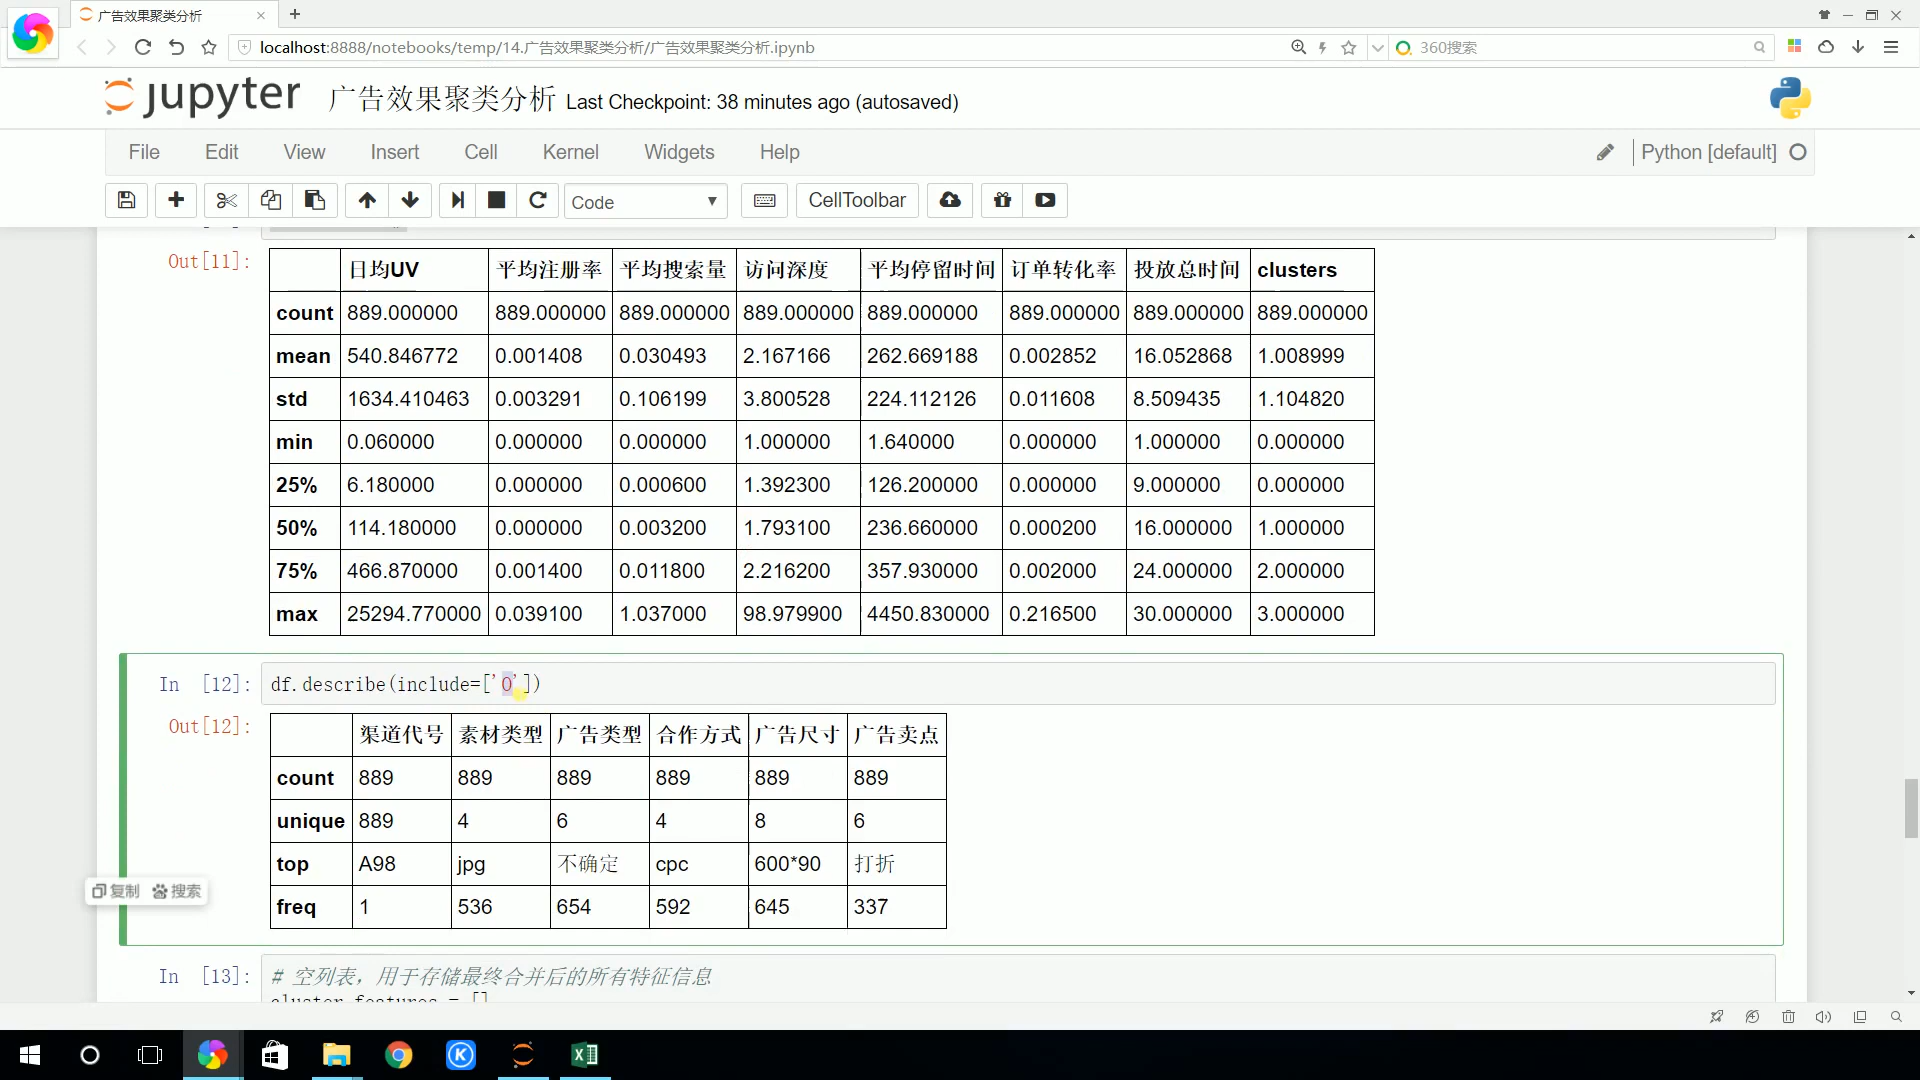 广告效果聚类分析
localhost:8888/notebooks/temp/14.广告效果聚类分析/广告效果聚类分析.ipynb
360搜索
jupyter 广告效果聚类分析 Last Checkpoint: 38 minutes ago (autosaved)
File Edit View Insert Cell Kernel Widgets Help Python [default]
Code CellToolbar
Out[11]:
日均UV 平均注册率 平均搜索量 访问深度 平均停留时间 订单转化率 投放总时间 clusters
count 889.000000 889.000000 889.000000 889.000000 889.000000 889.000000 889.000000 889.000000
mean 540.846772 0.001408 0.030493 2.167166 262.669188 0.002852 16.052868 1.008999
std 1634.410463 0.003291 0.106199 3.800528 224.112126 0.011608 8.509435 1.104820
min 0.060000 0.000000 0.000000 1.000000 1.640000 0.000000 1.000000 0.000000
25% 6.180000 0.000000 0.000600 1.392300 126.200000 0.000000 9.000000 0.000000
50% 114.180000 0.000000 0.003200 1.793100 236.660000 0.000200 16.000000 1.000000
75% 466.870000 0.001400 0.011800 2.216200 357.930000 0.002000 24.000000 2.000000
max 25294.770000 0.039100 1.037000 98.979900 4450.830000 0.216500 30.000000 3.000000
In [12]: df.describe(include=['O'])
Out[12]:
渠道代号 素材类型 广告类型 合作方式 广告尺寸 广告卖点
count 889 889 889 889 889 889
unique 889 4 6 4 8 6
top A98 jpg 不确定 cpc 600*90 打折
复制 搜索
freq 1 536 654 592 645 337
In [13]: # 空列表，用于存储最终合并后的所有特征信息
cluster_features = []